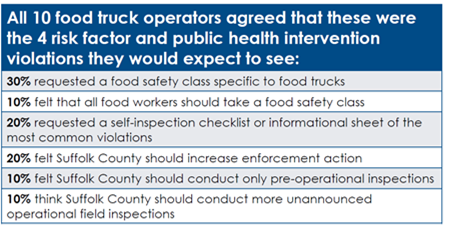 All 10 food truck operators agreed that these were
the 4 risk factor and public health intervention
violations they would expect to see:
30% requested a food safety class specific to food trucks
10% felt that all food workers should take a food safety class
20% requested a self-inspection checklist or informational sheet of the
most common violations
20% felt Suffolk County should increase enforcement action
10% felt Suffolk County should conduct only pre-operational inspections
10% think Suffolk County should conduct more unannounced
operational field inspections